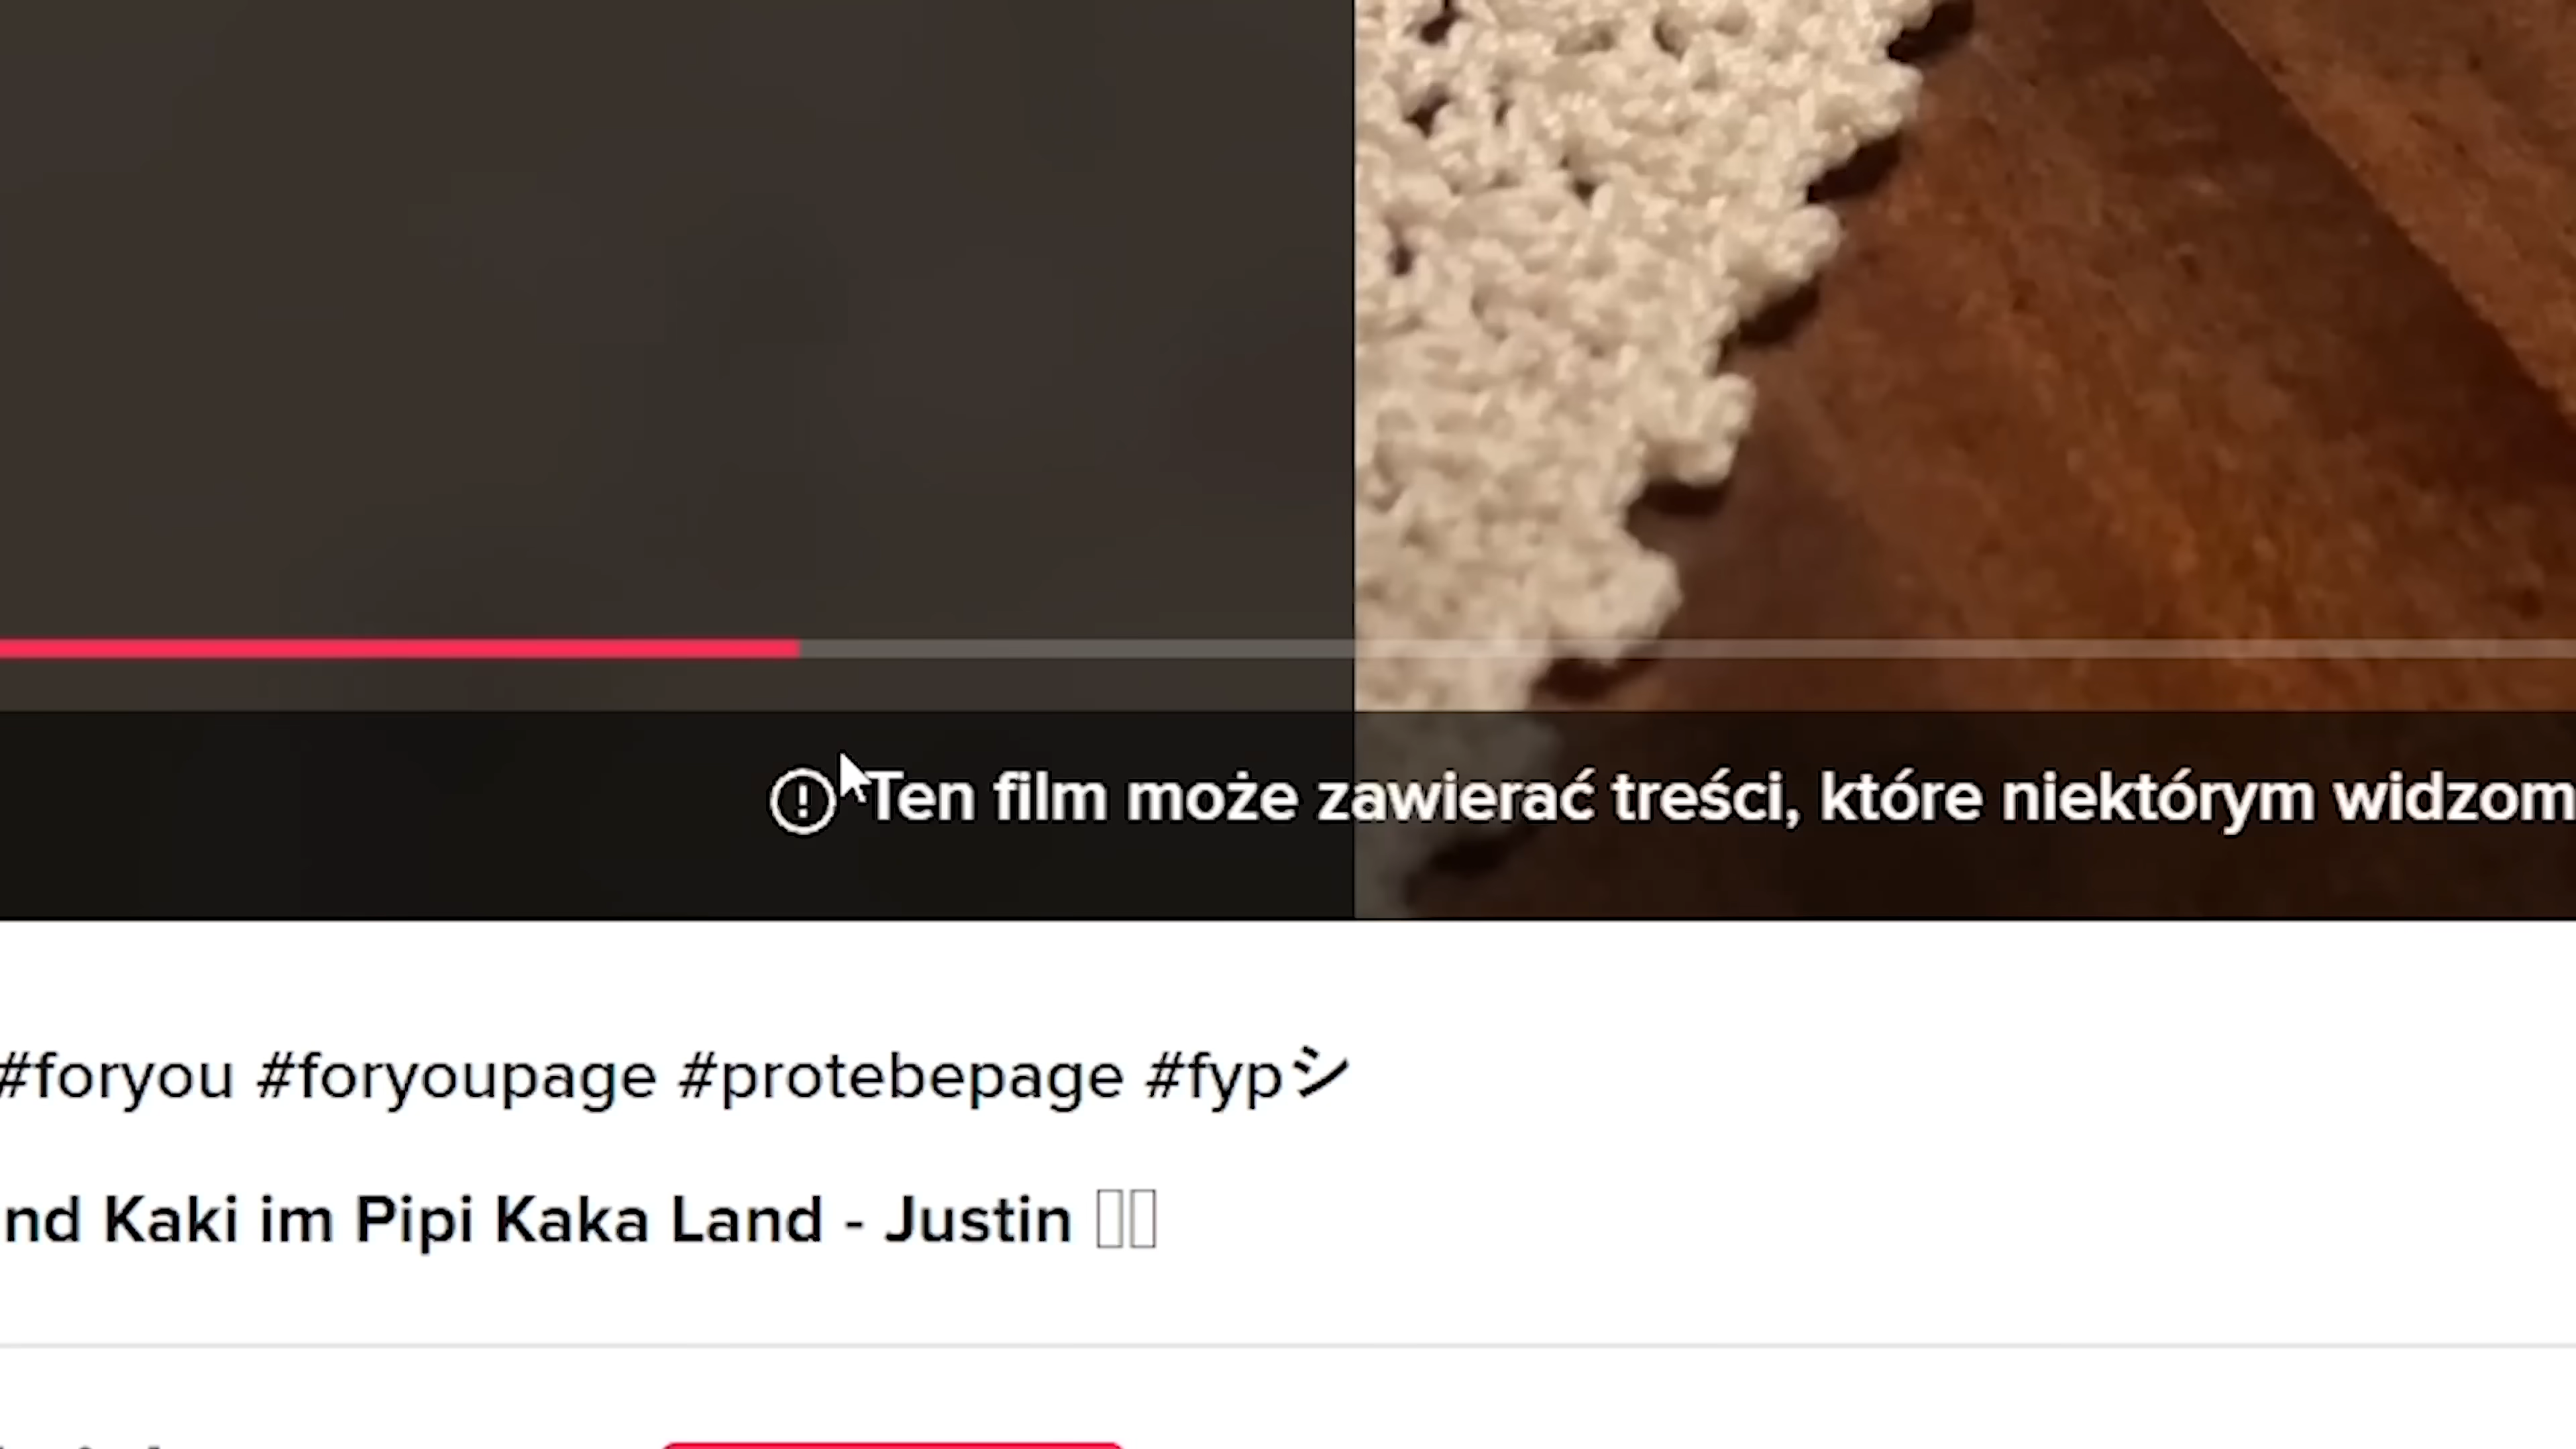 Ten film może zawierać treści, które niektórym widzom
#foryou #foryoupage #protebepage #fypシ
nd Kaki im Pipi Kaka Land - Justin